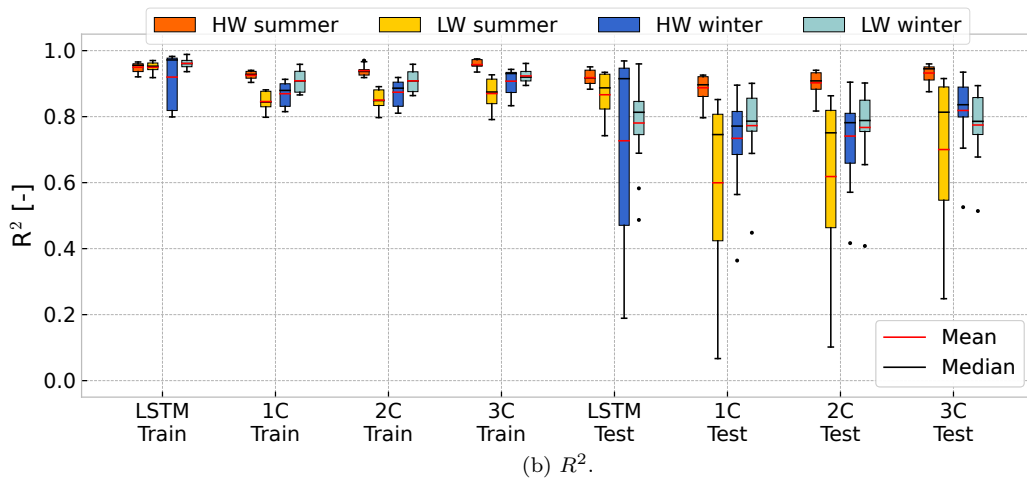 HW summer LW summer HW winter LW winter
1.0
0.8
0.6
0.4
0.2
0.0
R² [-]
Mean
Median
LSTM Train 1C Train 2C Train 3C Train LSTM Test 1C Test 2C Test 3C Test
(b) R².